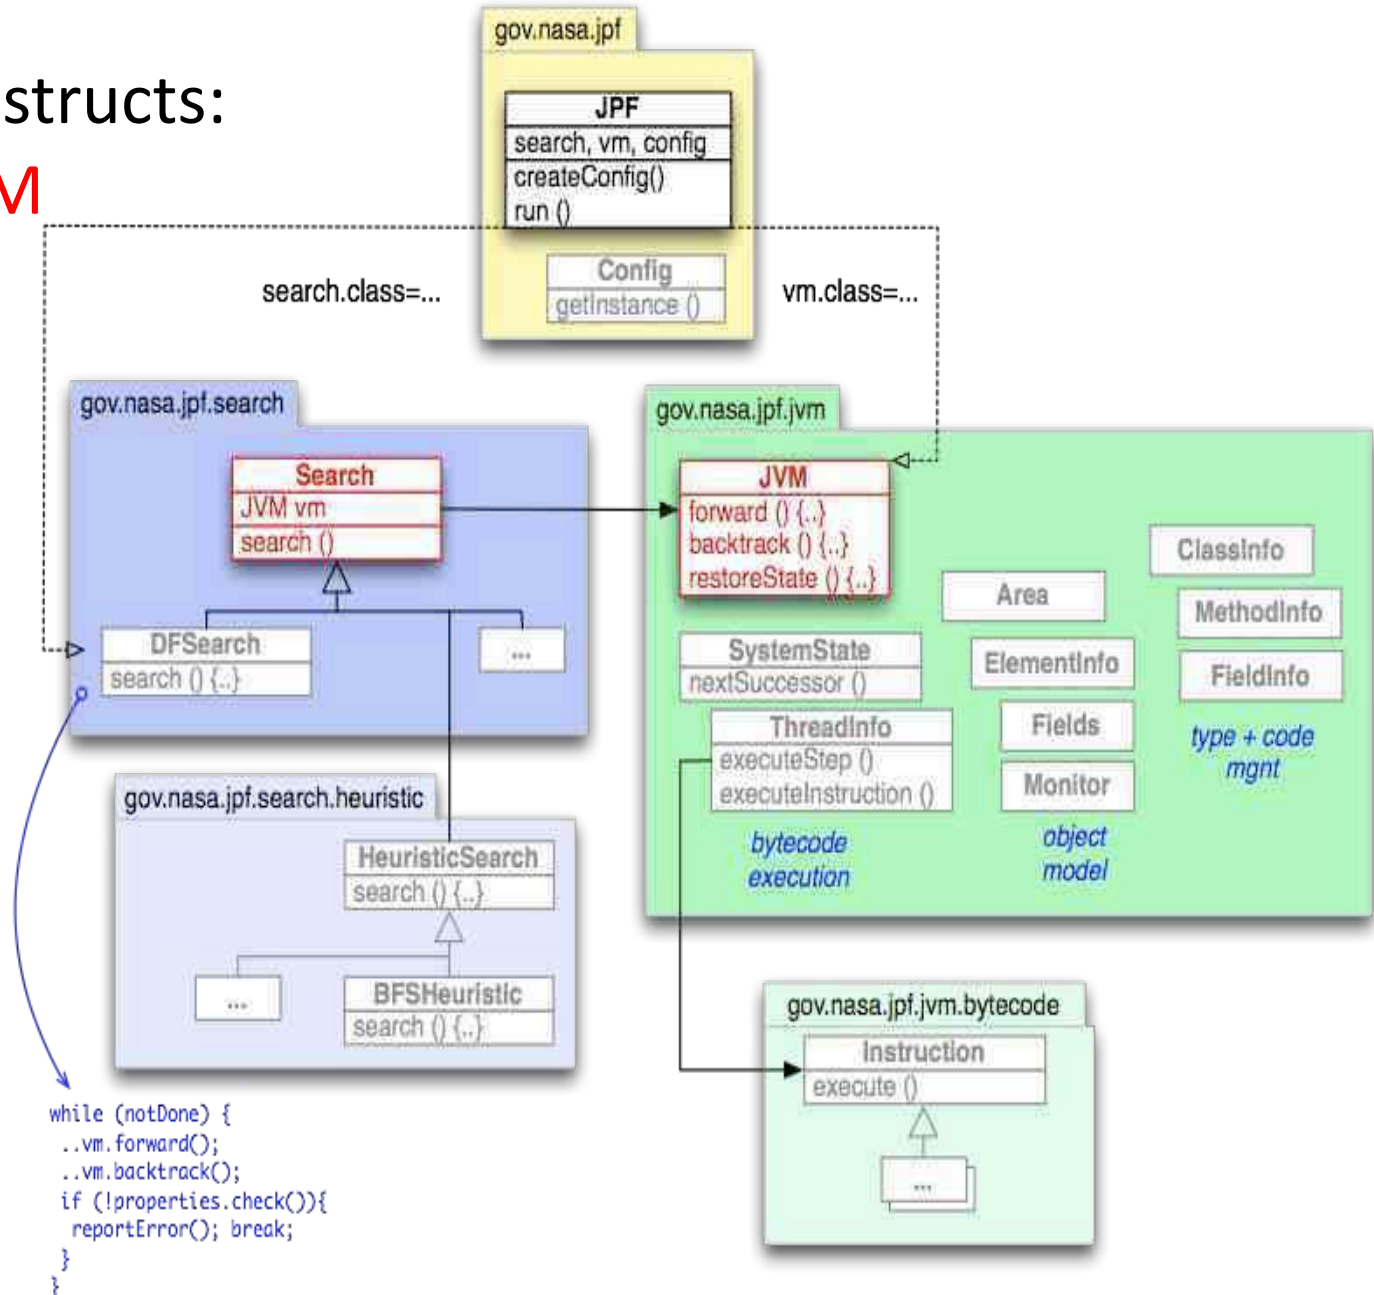 structs:
M
gov.nasa.jpf
JPF
search, vm, config
createConfig()
run ()
Config
getInstance ()
search.class=...
vm.class=...
gov.nasa.jpf.search
Search
JVM vm
search ()
DFSearch
search () {..}
...
gov.nasa.jpf.search.heuristic
HeuristicSearch
search () {..}
...
BFSHeuristic
search () {..}
while (notDone) {
..vm.forward();
..vm.backtrack();
if (!properties.check()){
reportError(); break;
}
}
gov.nasa.jpf.jvm
JVM
forward () {..}
backtrack () {..}
restoreState () {..}
SystemState
nextSuccessor ()
ThreadInfo
executeStep ()
executeInstruction ()
bytecode
execution
Area
ElementInfo
Fields
Monitor
object
model
ClassInfo
MethodInfo
FieldInfo
type + code
mgnt
gov.nasa.jpf.jvm.bytecode
Instruction
execute ()
...